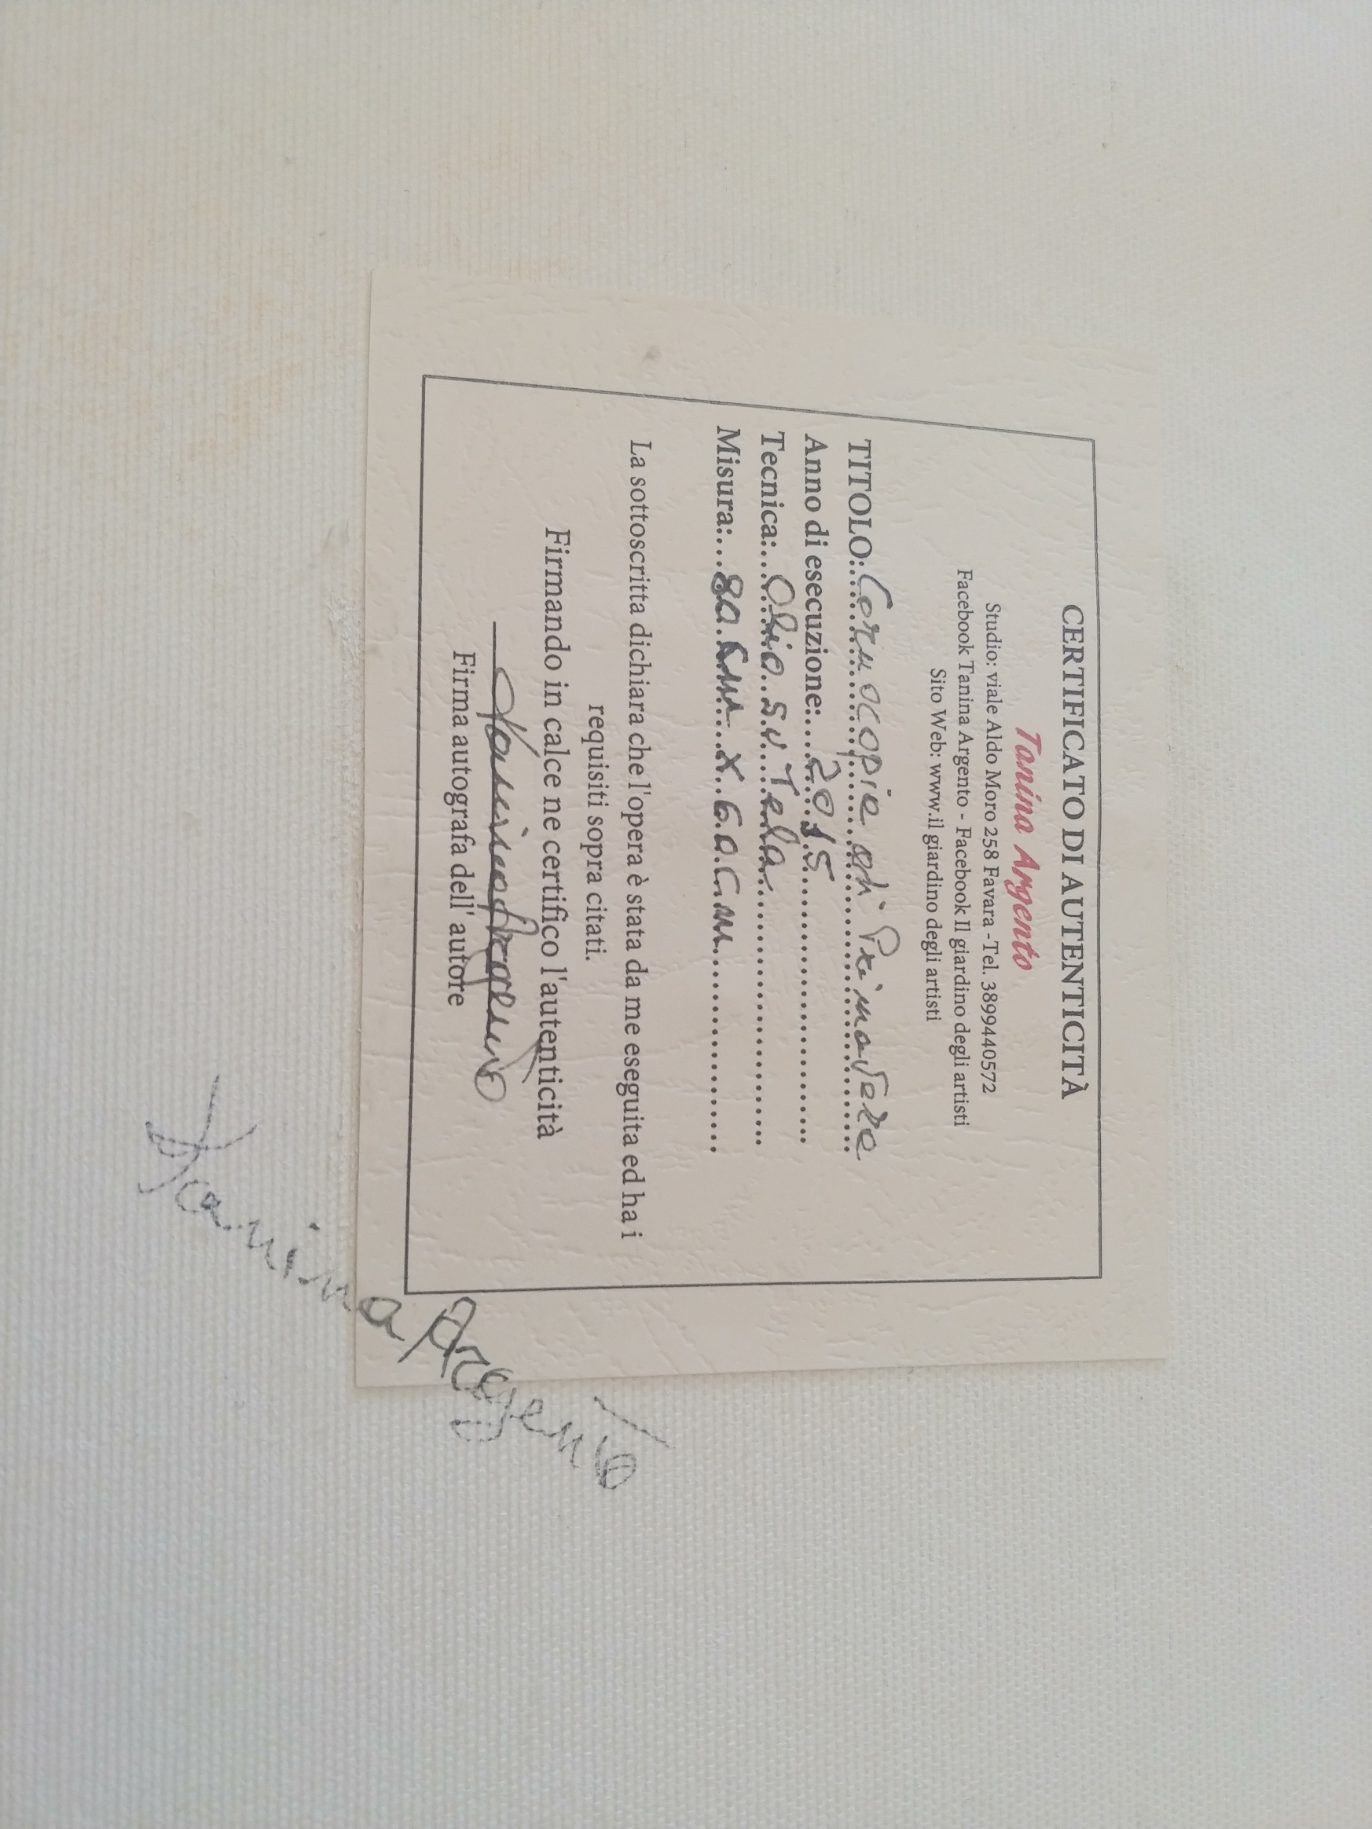 CERTIFICATO DI AUTENTICITÀ
Tanina Argento
Studio: viale Aldo Moro 258 Favara -Tel. 3899440572
Facebook Tanina Argento - Facebook Il giardino degli artisti
Sito Web: www.il giardino degli artisti
TITOLO: Cornucopie di Primavera
Anno di esecuzione: 2015
Tecnica: Olio su Tela
Misura: 80 cm x 60 cm
La sottoscritta dichiara che l'opera è stata da me eseguita ed ha i
requisiti sopra citati.
Firmando in calce ne certifico l'autenticità
Tanina Argento
Firma autografa dell' autore
Tanina Argento